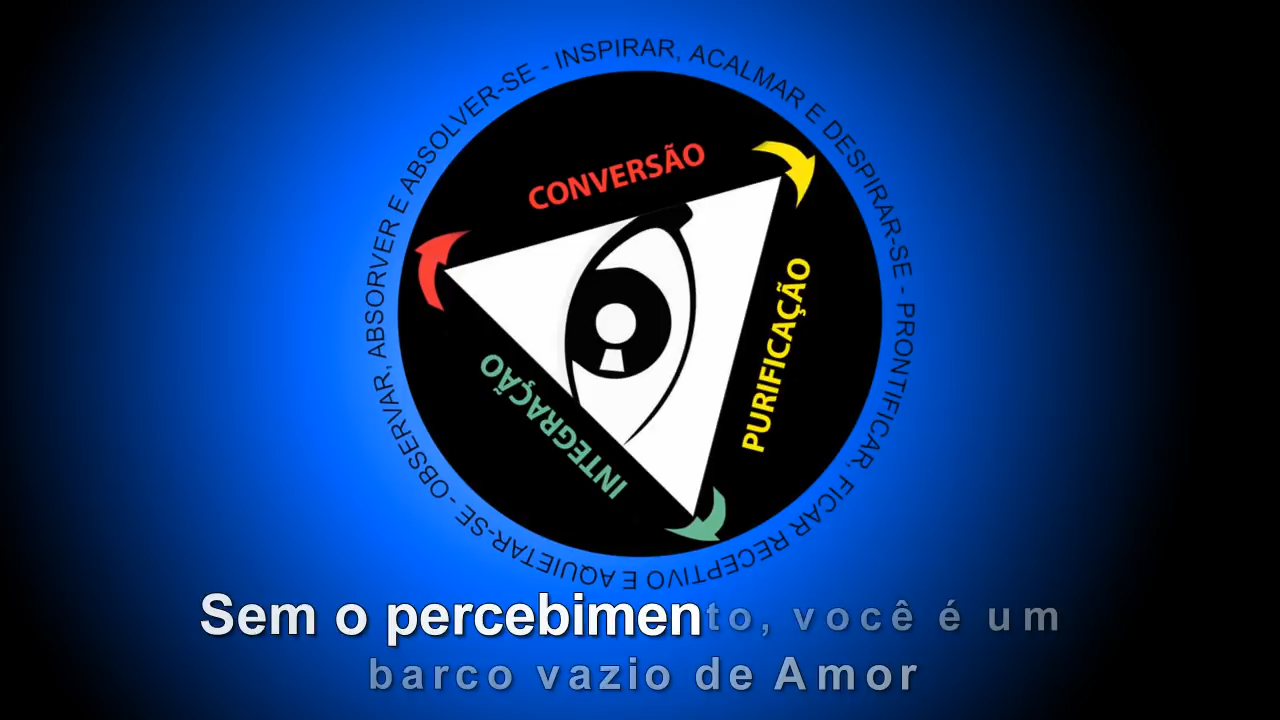 OBSERVAR, ABSORVER E ABSOLVER-SE - INSPIRAR, ACALMAR E DESPIRAR-SE - PRONTIFICAR, FICAR RECEPTIVO E AQUIETAR-SE -
CONVERSÃO
PURIFICAÇÃO
INTEGRAÇÃO
Sem o percebimento, você é um
barco vazio de Amor